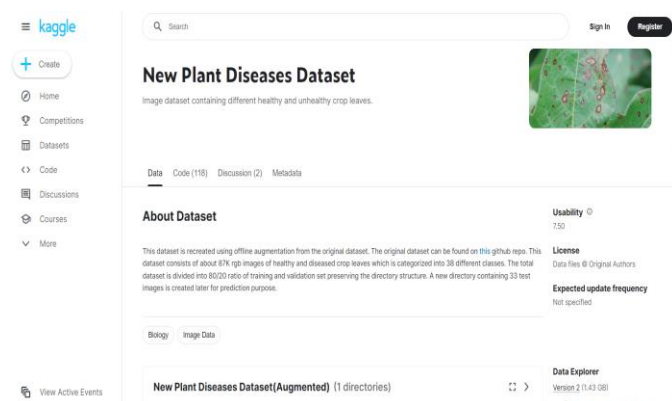 kaggle
Search
Sign In
Register
Create
Home
Competitions
Datasets
Code
Discussions
Courses
More
View Active Events
New Plant Diseases Dataset
Image dataset containing different healthy and unhealthy crop leaves.
Data Code (118) Discussion (2) Metadata
About Dataset
This dataset is recreated using offline augmentation from the original dataset. The original dataset can be found on this github repo. This
dataset consists of about 87K rgb images of healthy and diseased crop leaves which is categorized into 38 different classes. The total
dataset is divided into 80/20 ratio of training and validation set preserving the directory structure. A new directory containing 33 test
images is created later for prediction purpose.
Biology Image Data
New Plant Diseases Dataset(Augmented) (1 directories)
Usability
7.50
License
Data files © Original Authors
Expected update frequency
Not specified
Data Explorer
Version 2 (1.43 GB)